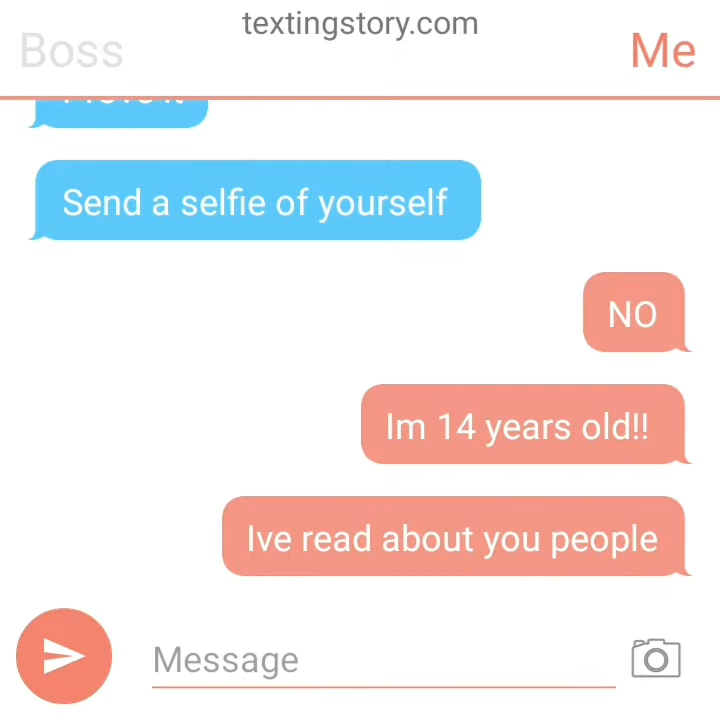 textingstory.com
Boss
Me
Send a selfie of yourself
NO
Im 14 years old!!
Ive read about you people
Message